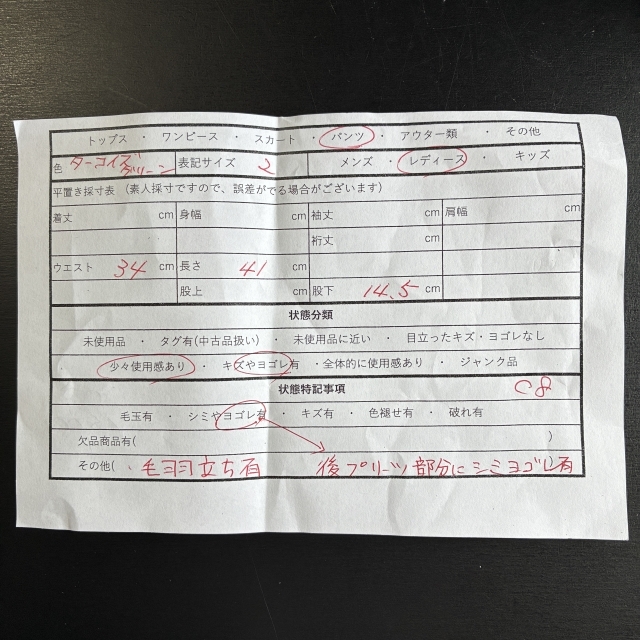 トップス ・ ワンピース ・ スカート ・ パンツ ・ アウター類 ・ その他
色 ターコイズグリーン 表記サイズ 2 メンズ ・ レディース ・ キッズ
平置き採寸表 (素人採寸ですので、誤差がでる場合がございます)
着丈 cm 身幅 cm 袖丈 cm 肩幅 cm
裄丈 cm
ウエスト 34 cm 長さ 41 cm
股上 cm 股下 14.5 cm
状態分類
未使用品 ・ タグ有(中古品扱い) ・ 未使用品に近い ・ 目立ったキズ・ヨゴレなし
・ 少々使用感あり ・ キズやヨゴレ有 ・全体的に使用感あり ・ ジャンク品
状態特記事項 C8
毛玉有 ・ シミやヨゴレ有 ・ キズ有 ・ 色褪せ有 ・ 破れ有
欠品商品有( )
その他( ・毛羽立ち有 後プリーツ部分にシミヨゴレ有